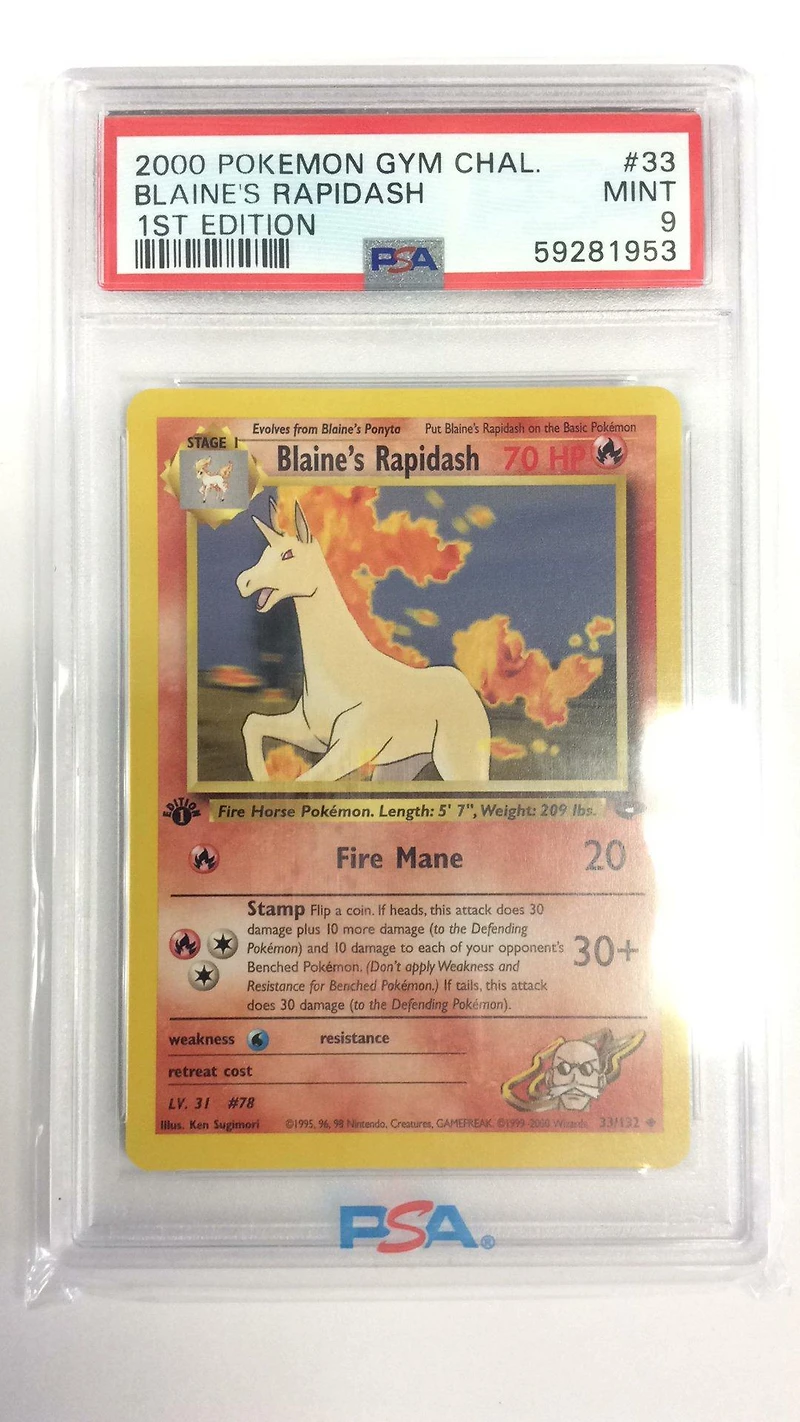 2000 POKEMON GYM CHAL. #33
BLAINE'S RAPIDASH MINT
1ST EDITION 9
59281953
PSA
Evolves from Blaine's Ponyta Put Blaine's Rapidash on the Basic Pokémon
STAGE 1
Blaine's Rapidash 70 HP
EDITION
1
Fire Horse Pokémon. Length: 5' 7", Weight: 209 lbs.
Fire Mane 20
Stamp Flip a coin. If heads, this attack does 30
damage plus 10 more damage (to the Defending
Pokémon) and 10 damage to each of your opponent's
Benched Pokémon. (Don't apply Weakness and
Resistance for Benched Pokémon.) If tails, this attack
does 30 damage (to the Defending Pokémon).
30+
weakness resistance
retreat cost
LV. 31 #78
Illus. Ken Sugimori ©1995, 96, 98 Nintendo, Creatures, GAMEFREAK. ©1999-2000 Wizards. 33/132
PSA®